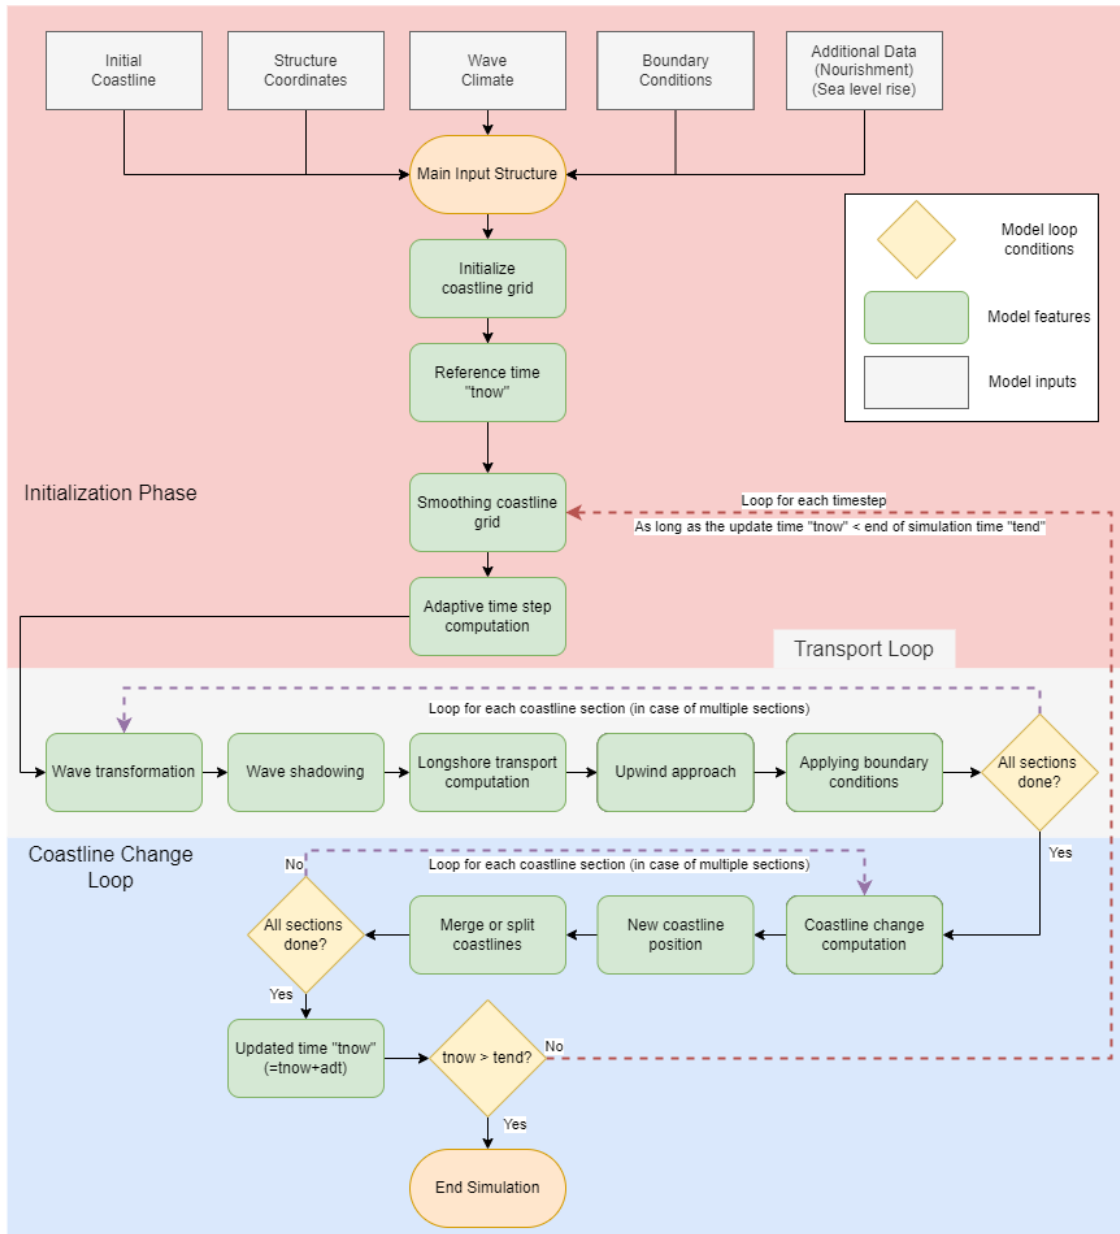 Initial
Coastline
Structure
Coordinates
Wave
Climate
Boundary
Conditions
Additional Data
(Nourishment)
(Sea level rise)
Main Input Structure
Model loop
conditions
Initialize
coastline grid
Model features
Reference time
"tnow"
Model inputs
Initialization Phase
Smoothing coastline
grid
Loop for each timestep
As long as the update time "tnow" < end of simulation time "tend"
Adaptive time step
computation
Transport Loop
Loop for each coastline section (in case of multiple sections)
Wave transformation
Wave shadowing
Longshore transport
computation
Upwind approach
Applying boundary
conditions
All sections
done?
Yes
Coastline Change
Loop
No
Loop for each coastline section (in case of multiple sections)
All sections
done?
Merge or split
coastlines
New coastline
position
Coastline change
computation
Yes
Updated time "tnow"
(=tnow+adt)
tnow > tend?
No
Yes
End Simulation